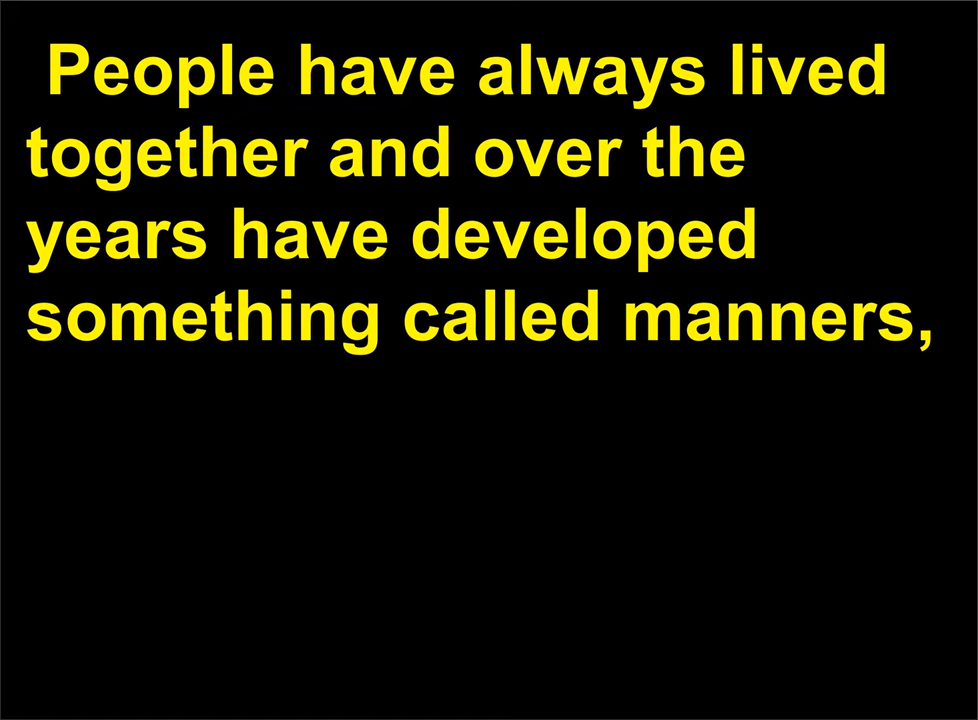 People have always lived
together and over the
years have developed
something called manners,